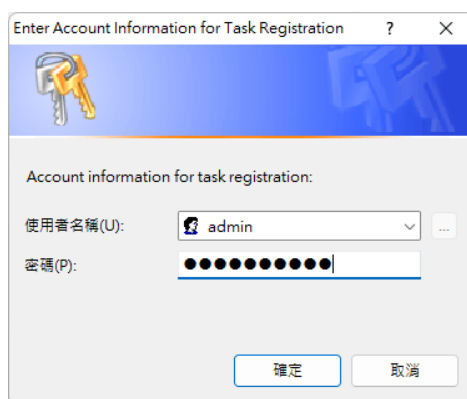 Enter Account Information for Task Registration ? ×
Account information for task registration:
使用者名稱(U): admin ...
密碼(P): ●●●●●●●●●●
確定 取消